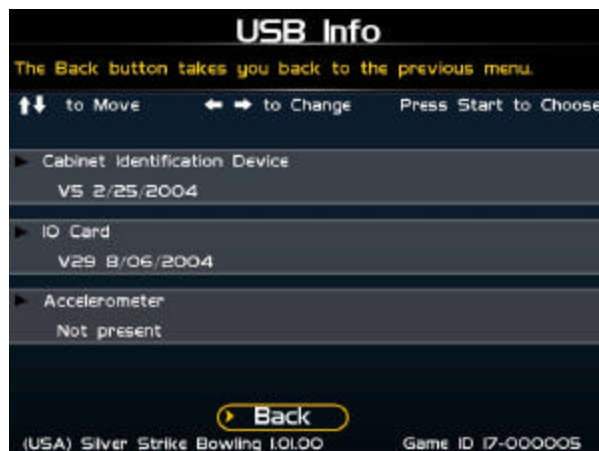 USB Info
The Back button takes you back to the previous menu.
to Move to Change Press Start to Choose
Cabinet Identification Device
V5 2/25/2004
IO Card
V29 8/06/2004
Accelerometer
Not present
Back
(USA) Silver Strike Bowling 1.01.00 Game ID 17-000005